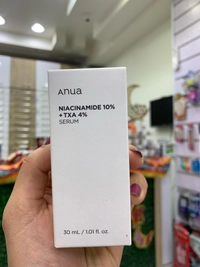 Anua
NIACINAMIDE 10%
+ TXA 4%
SERUM
30 mL / 1.01 fl. oz.